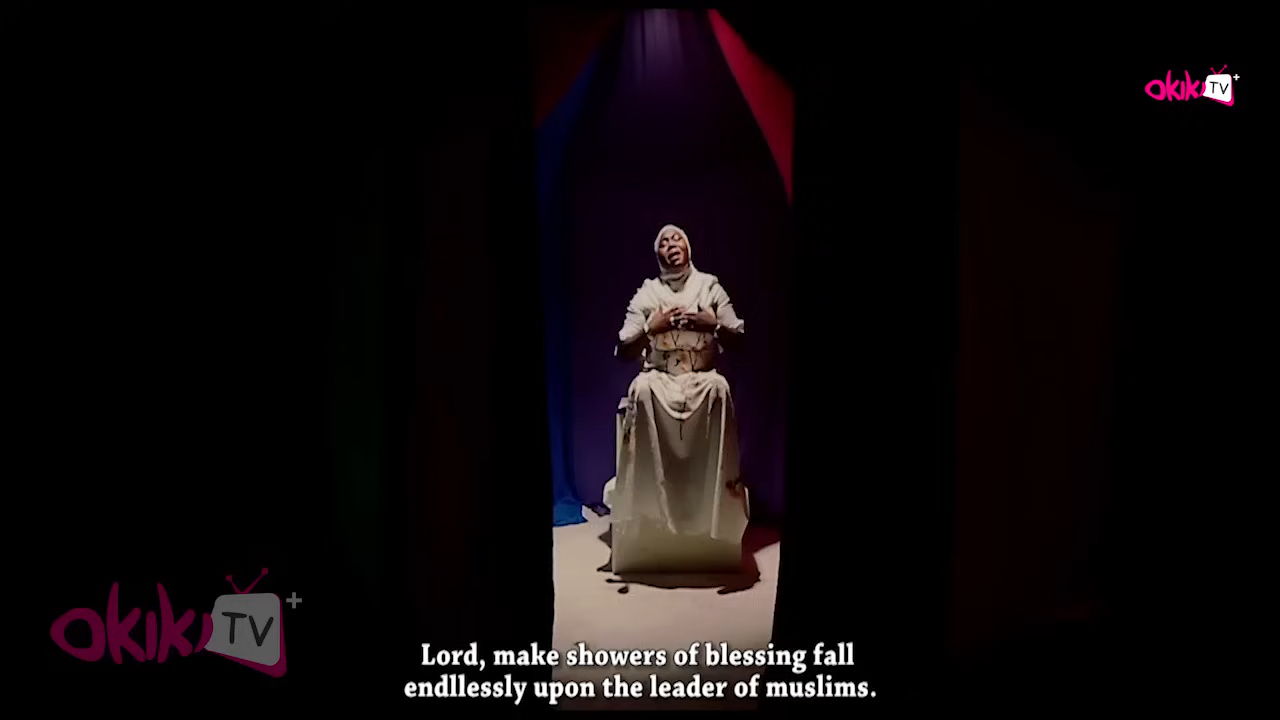 okiki TV+
okiki TV+
Lord, make showers of blessing fall
endllessly upon the leader of muslims.